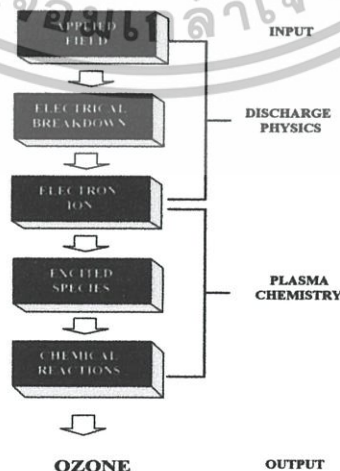 APPLIED
FIELD
INPUT
ELECTRICAL
BREAKDOWN
DISCHARGE
PHYSICS
ELECTRON
ION
EXCITED
SPECIES
PLASMA
CHEMISTRY
CHEMICAL
REACTIONS
OZONE
OUTPUT